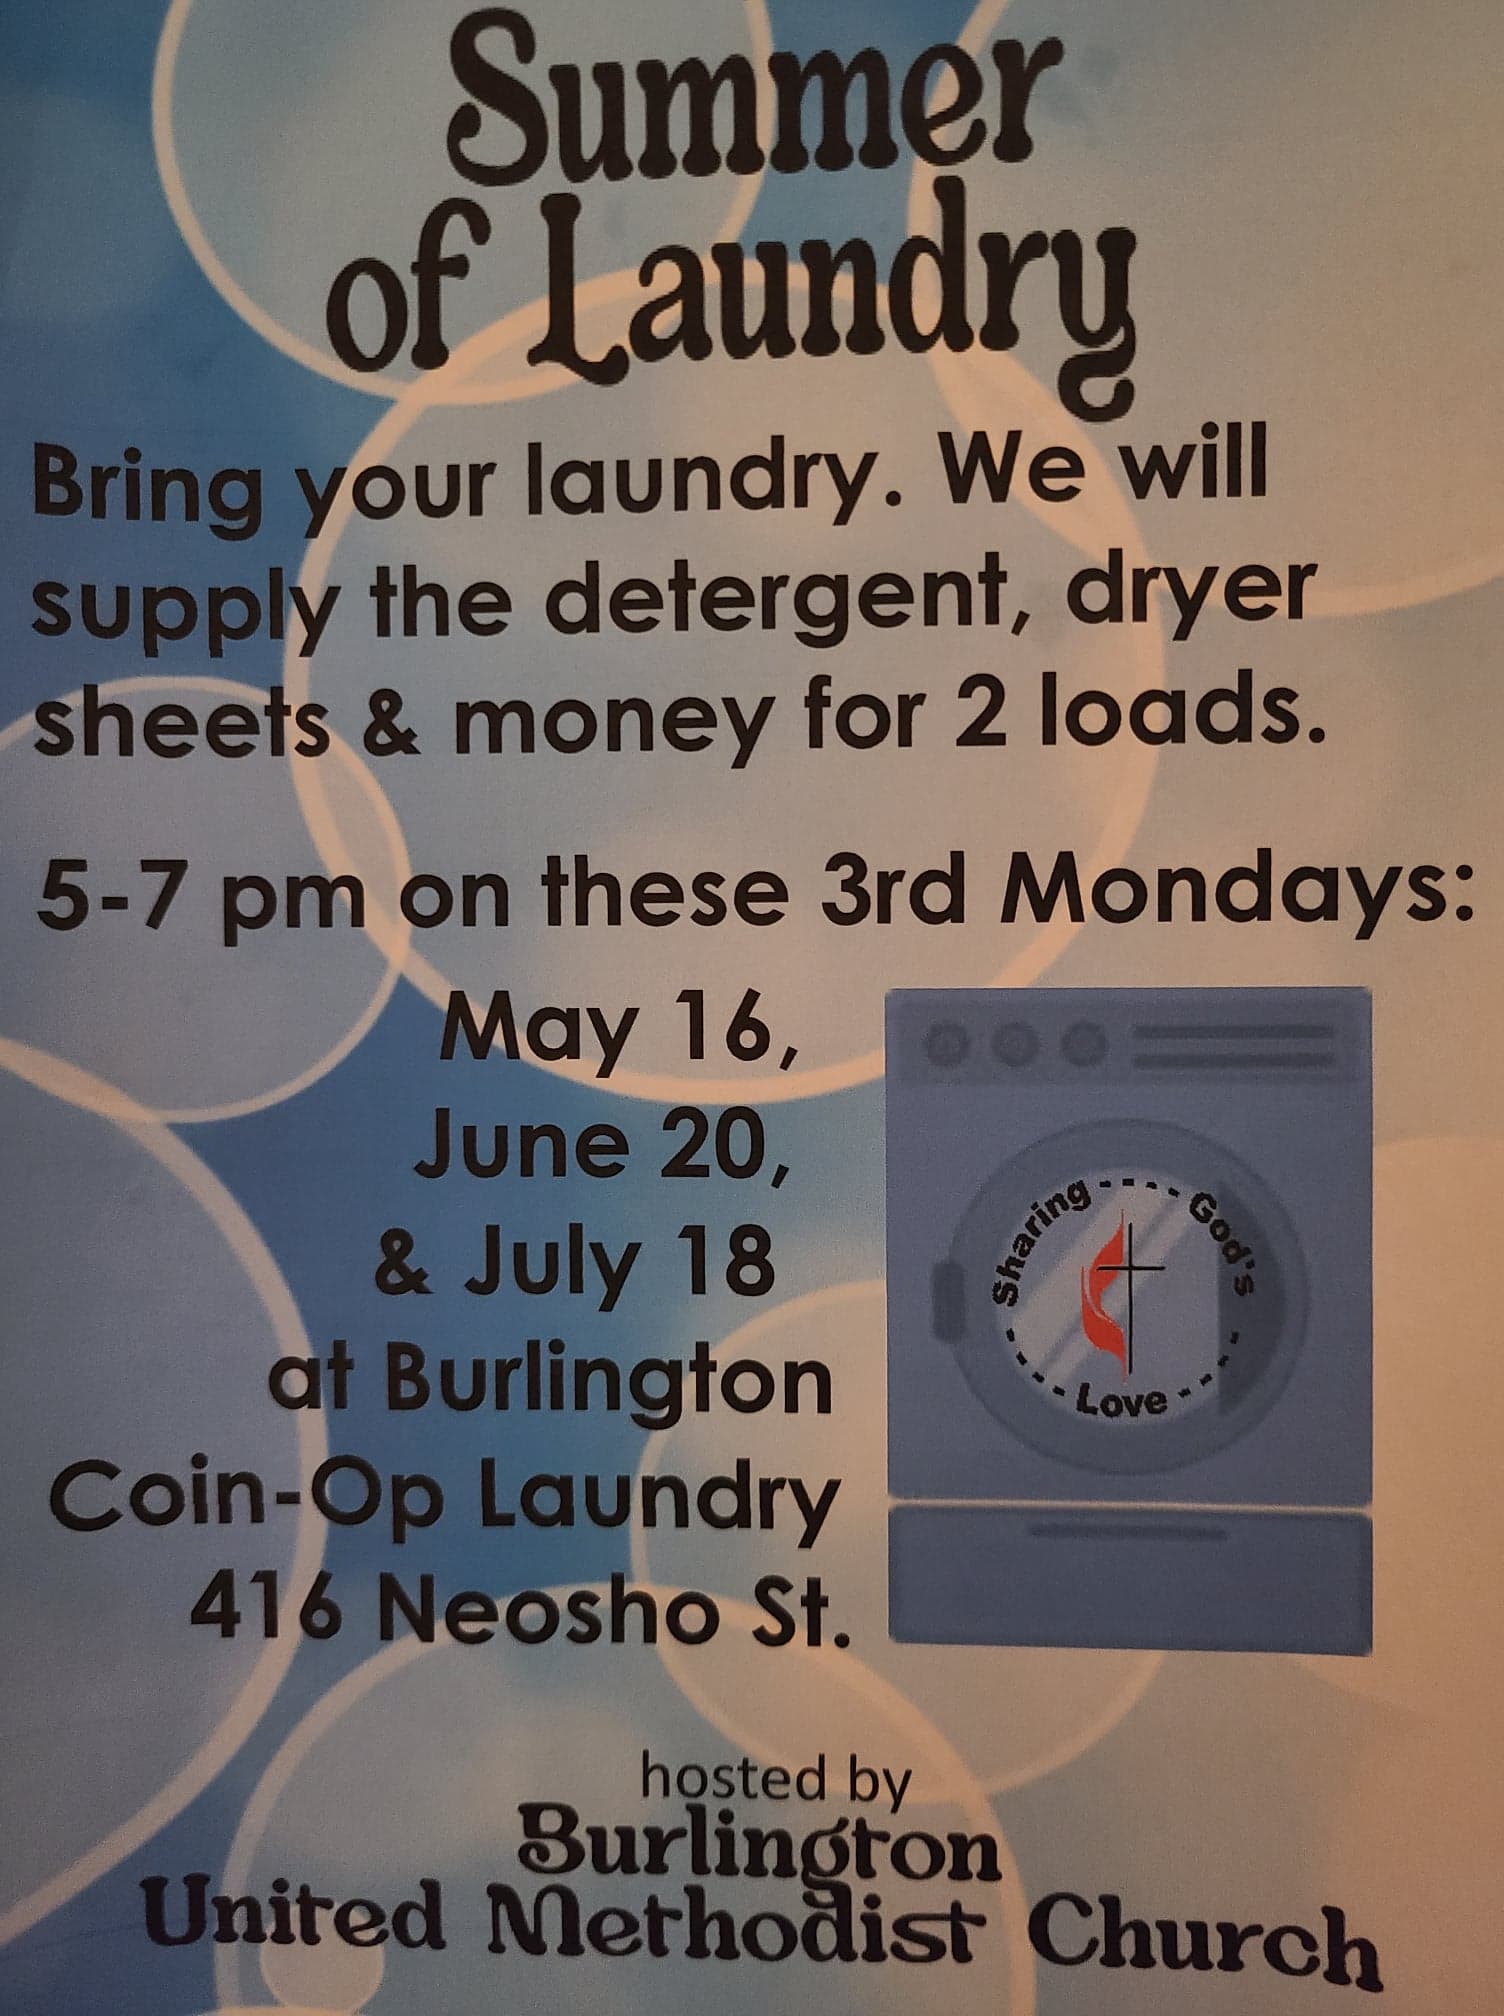 Summer
of Laundry
Bring your laundry. We will
supply the detergent, dryer
sheets & money for 2 loads.
5-7 pm on these 3rd Mondays:
May 16,
June 20,
& July 18
at Burlington
Coin-Op Laundry
416 Neosho St.
Sharing God's
Love
hosted by
Burlington
United Methodist Church